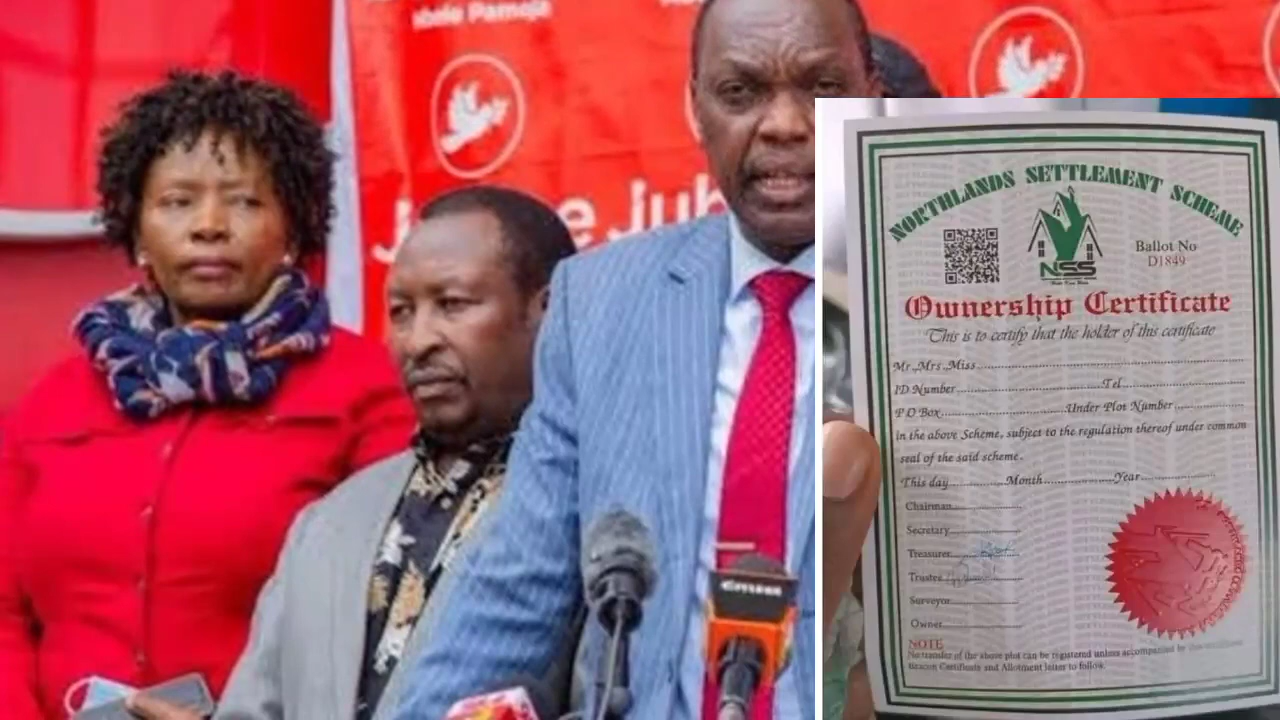 Pamoja
NORTHLANDS SETTLEMENT SCHEME
NSS
Ballot No
D1849
Ownership Certificate
This is to certify that the holder of this certificate
Mr.,Mrs.,Miss
ID Number Tel
P.O Box Under Plot Number
in the above Scheme, subject to the regulation thereof under common
seal of the said scheme.
This day Month Year
Chairman
Secretary
Treasurer
Trustee
Surveyor
Owner
NOTE
No transfer of the above plot can be registered unless accompanied by
Beacon Certificate and Allotment letter to follow.
CITIZEN